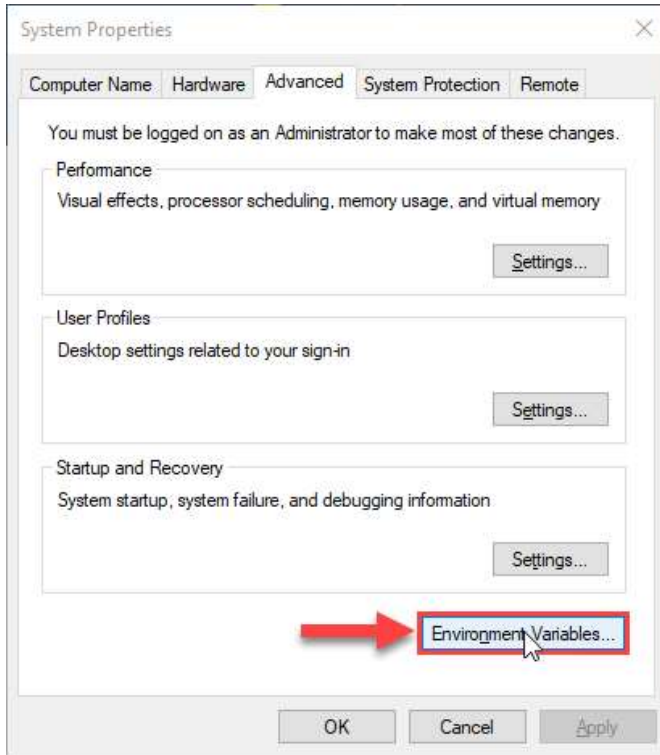 System Properties
Computer Name Hardware Advanced System Protection Remote
You must be logged on as an Administrator to make most of these changes.
Performance
Visual effects, processor scheduling, memory usage, and virtual memory
Settings...
User Profiles
Desktop settings related to your sign-in
Settings...
Startup and Recovery
System startup, system failure, and debugging information
Settings...
Environment Variables...
OK Cancel Apply